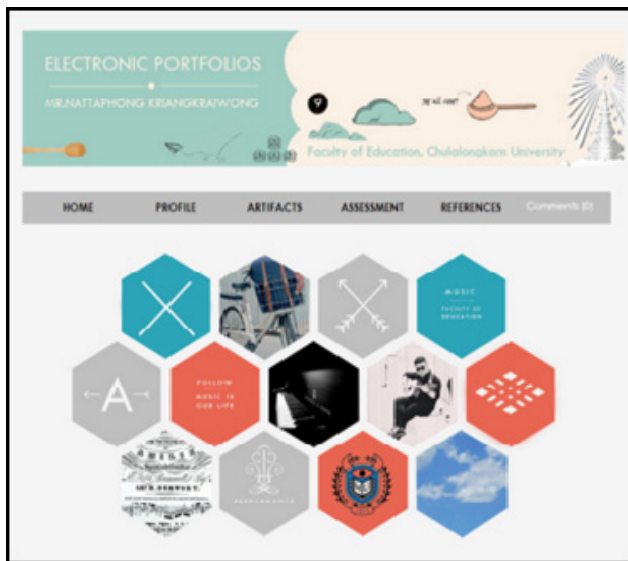 ELECTRONIC PORTFOLIOS
MR.NATTAPHONG KRIANGKRAIWONG
9
Faculty of Education, Chulalongkorn University
HOME PROFILE ARTIFACTS ASSESSMENT REFERENCES Comments (0)
MUSIC
FACULTY OF
EDUCATION
A
FOLLOW
MUSIC IS
OUR LIFE
PERFORMANCE